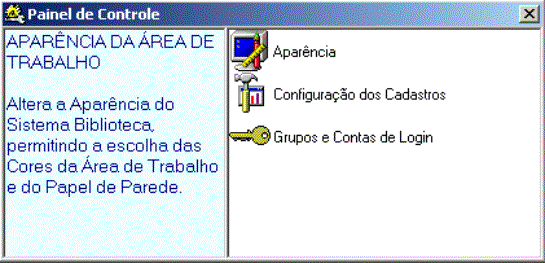 Painel de Controle
APARÊNCIA DA ÁREA DE
TRABALHO
Altera a Aparência do
Sistema Biblioteca,
permitindo a escolha das
Cores da Área de Trabalho
e do Papel de Parede.
Aparência
Configuração dos Cadastros
Grupos e Contas de Login